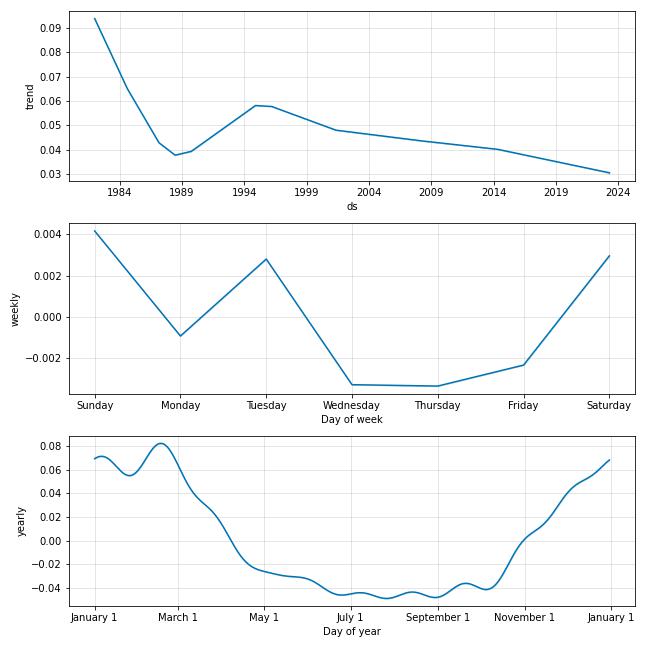 0.09
0.08
0.07
0.06
0.05
0.04
0.03
trend
1984 1989 1994 1999 2004 2009 2014 2019 2024
ds
0.004
0.002
0.000
−0.002
weekly
Sunday Monday Tuesday Wednesday Thursday Friday Saturday
Day of week
0.08
0.06
0.04
0.02
0.00
−0.02
−0.04
yearly
January 1 March 1 May 1 July 1 September 1 November 1 January 1
Day of year